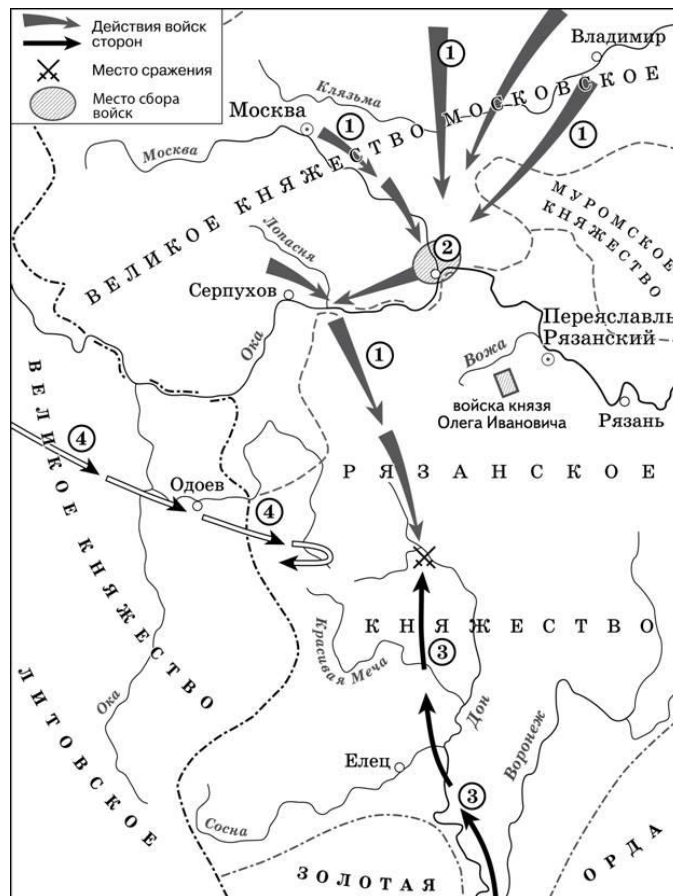 Действия войск
сторон
Место сражения
Место сбора
войск
Владимир
Клязьма
Москва
Москва
ВЕЛИКОЕ КНЯЖЕСТВО МОСКОВСКОЕ
1
1
1
МУРОМСКОЕ
КНЯЖЕСТВО
Лопасня
2
Серпухов
Ока
Переяславль
Рязанский
1
Вожа
войска князя
Олега Ивановича
Рязань
4
Одоев
4
РЯЗАНСКОЕ
КНЯЖЕСТВО
ВЕЛИКОЕ КНЯЖЕСТВО
ЛИТОВСКОЕ
3
Красивая Меча
Дон
Ока
Воронеж
Елец
3
Сосна
ЗОЛОТАЯ
ОРДА